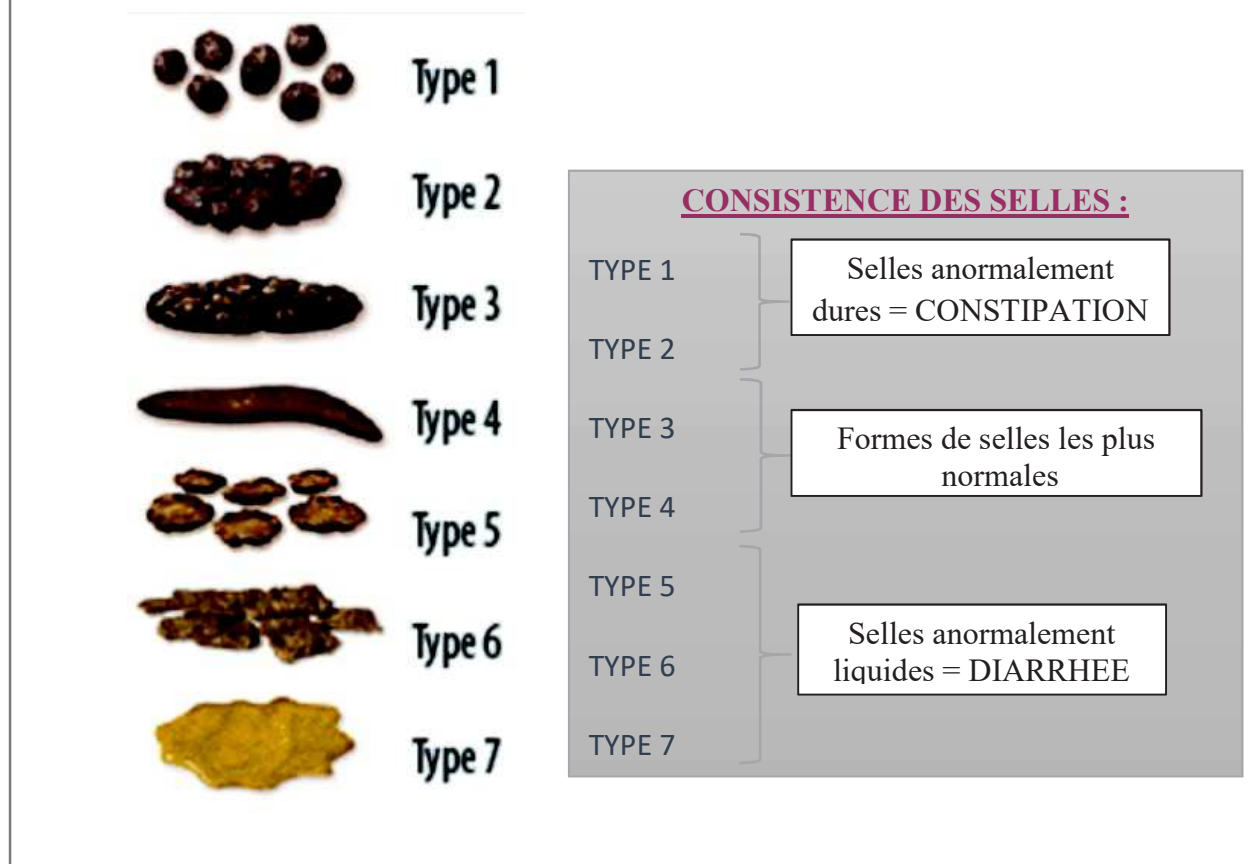 Type 1
Type 2
Type 3
Type 4
Type 5
Type 6
Type 7
CONSISTENCE DES SELLES :
TYPE 1
TYPE 2
TYPE 3
TYPE 4
TYPE 5
TYPE 6
TYPE 7
Selles anormalement
dures = CONSTIPATION
Formes de selles les plus
normales
Selles anormalement
liquides = DIARRHEE